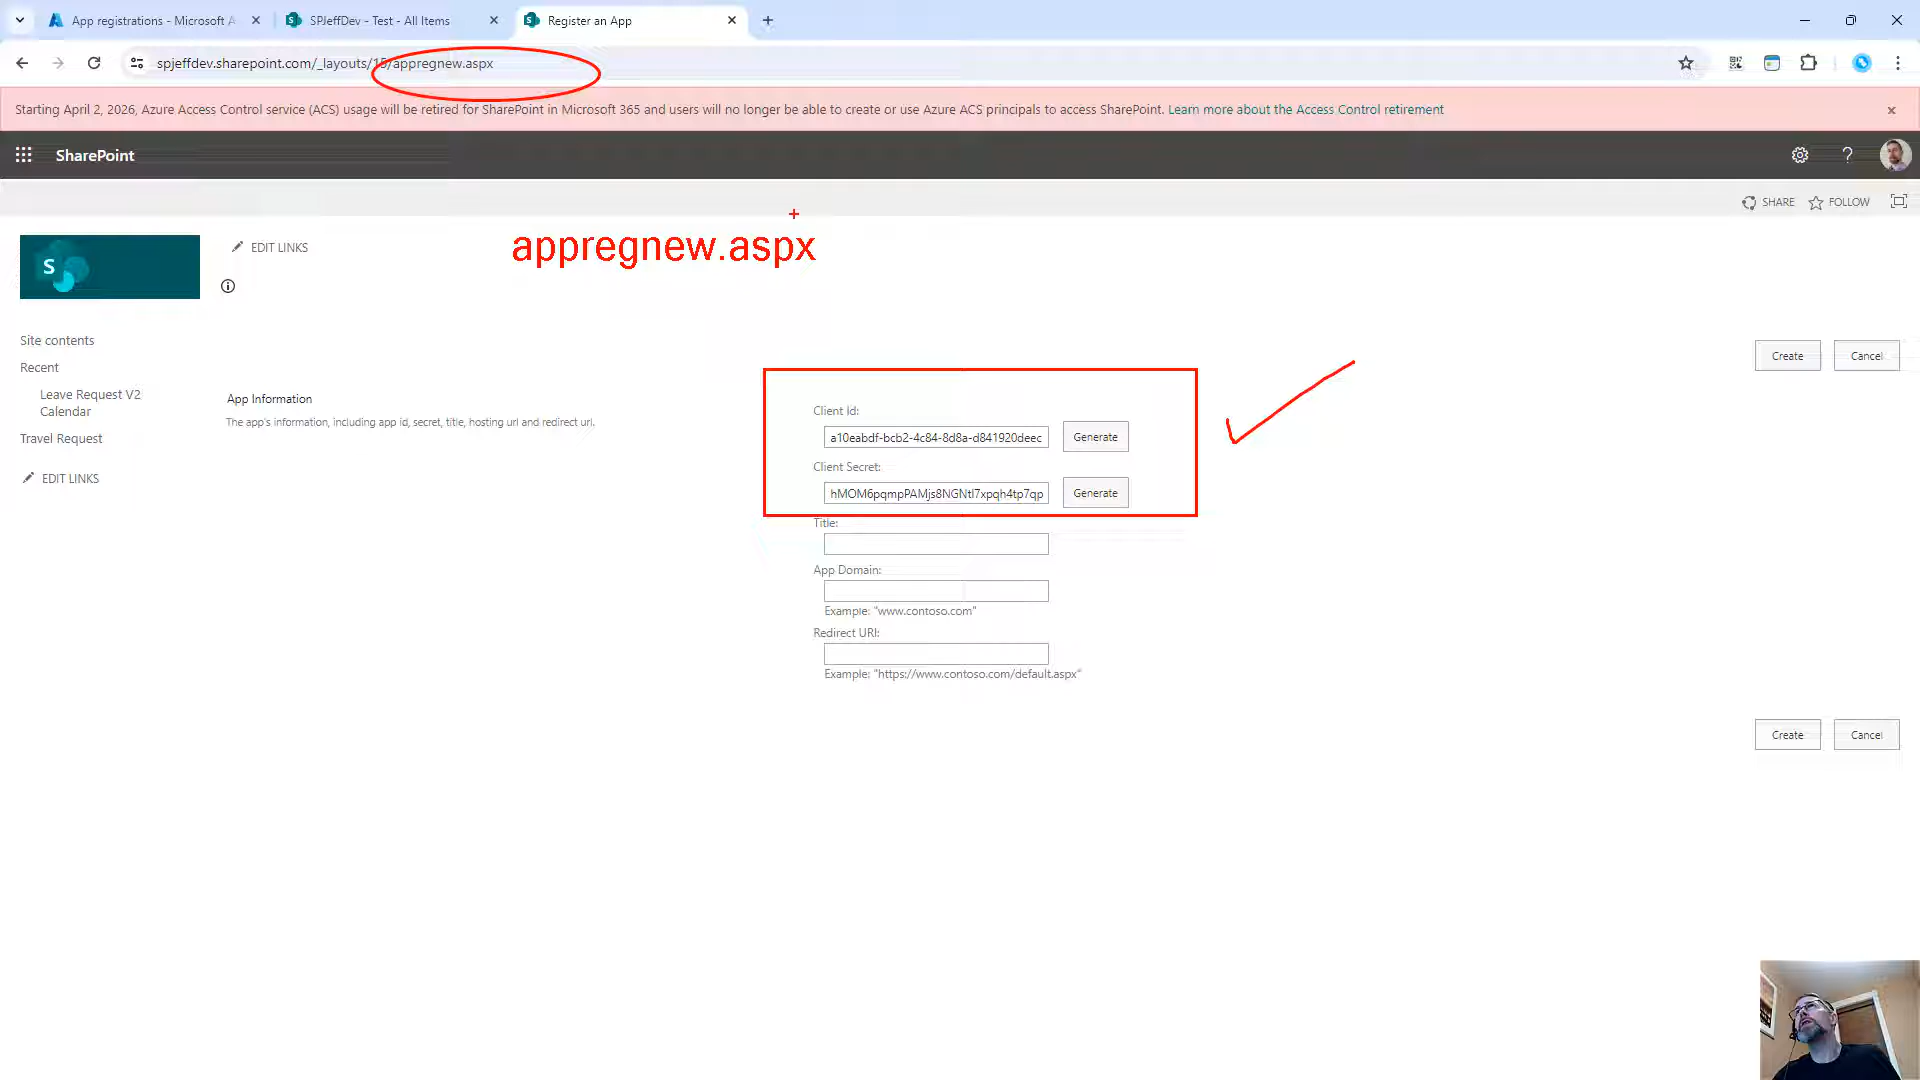 App registrations - Microsoft A
SPJeffDev - Test - All Items
Register an App
spjeffdev.sharepoint.com/_layouts/15/appregnew.aspx
Starting April 2, 2026, Azure Access Control service (ACS) usage will be retired for SharePoint in Microsoft 365 and users will no longer be able to create or use Azure ACS principals to access SharePoint. Learn more about the Access Control retirement
SharePoint
SHARE
FOLLOW
appregnew.aspx
S
EDIT LINKS
Site contents
Recent
Leave Request V2
Calendar
Travel Request
EDIT LINKS
Create
Cancel
App Information
The app's information, including app id, secret, title, hosting url and redirect url.
Client Id:
a10eabdf-bcb2-4c84-8d8a-d841920deec
Generate
Client Secret:
hMOM6pqmpPAMjs8NGNtI7xpqh4tp7qp
Generate
Title:
App Domain:
Example: "www.contoso.com"
Redirect URI:
Example: "https://www.contoso.com/default.aspx"
Create
Cancel